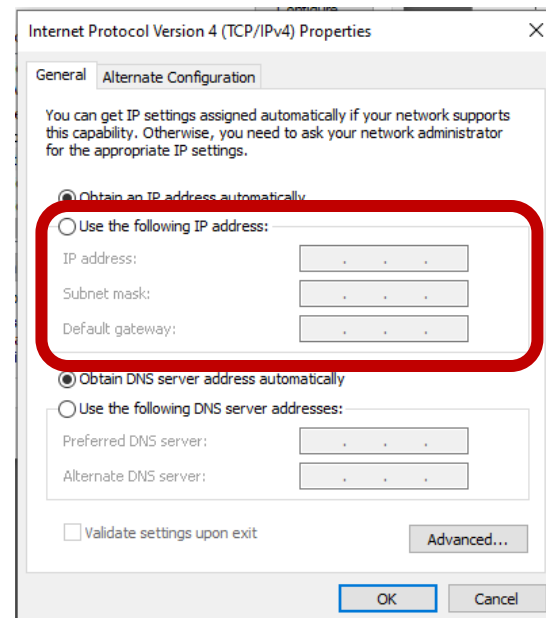 Internet Protocol Version 4 (TCP/IPv4) Properties
General
Alternate Configuration
You can get IP settings assigned automatically if your network supports
this capability. Otherwise, you need to ask your network administrator
for the appropriate IP settings.
Obtain an IP address automatically
Use the following IP address:
IP address:
Subnet mask:
Default gateway:
Obtain DNS server address automatically
Use the following DNS server addresses:
Preferred DNS server:
Alternate DNS server:
Validate settings upon exit
Advanced...
OK
Cancel